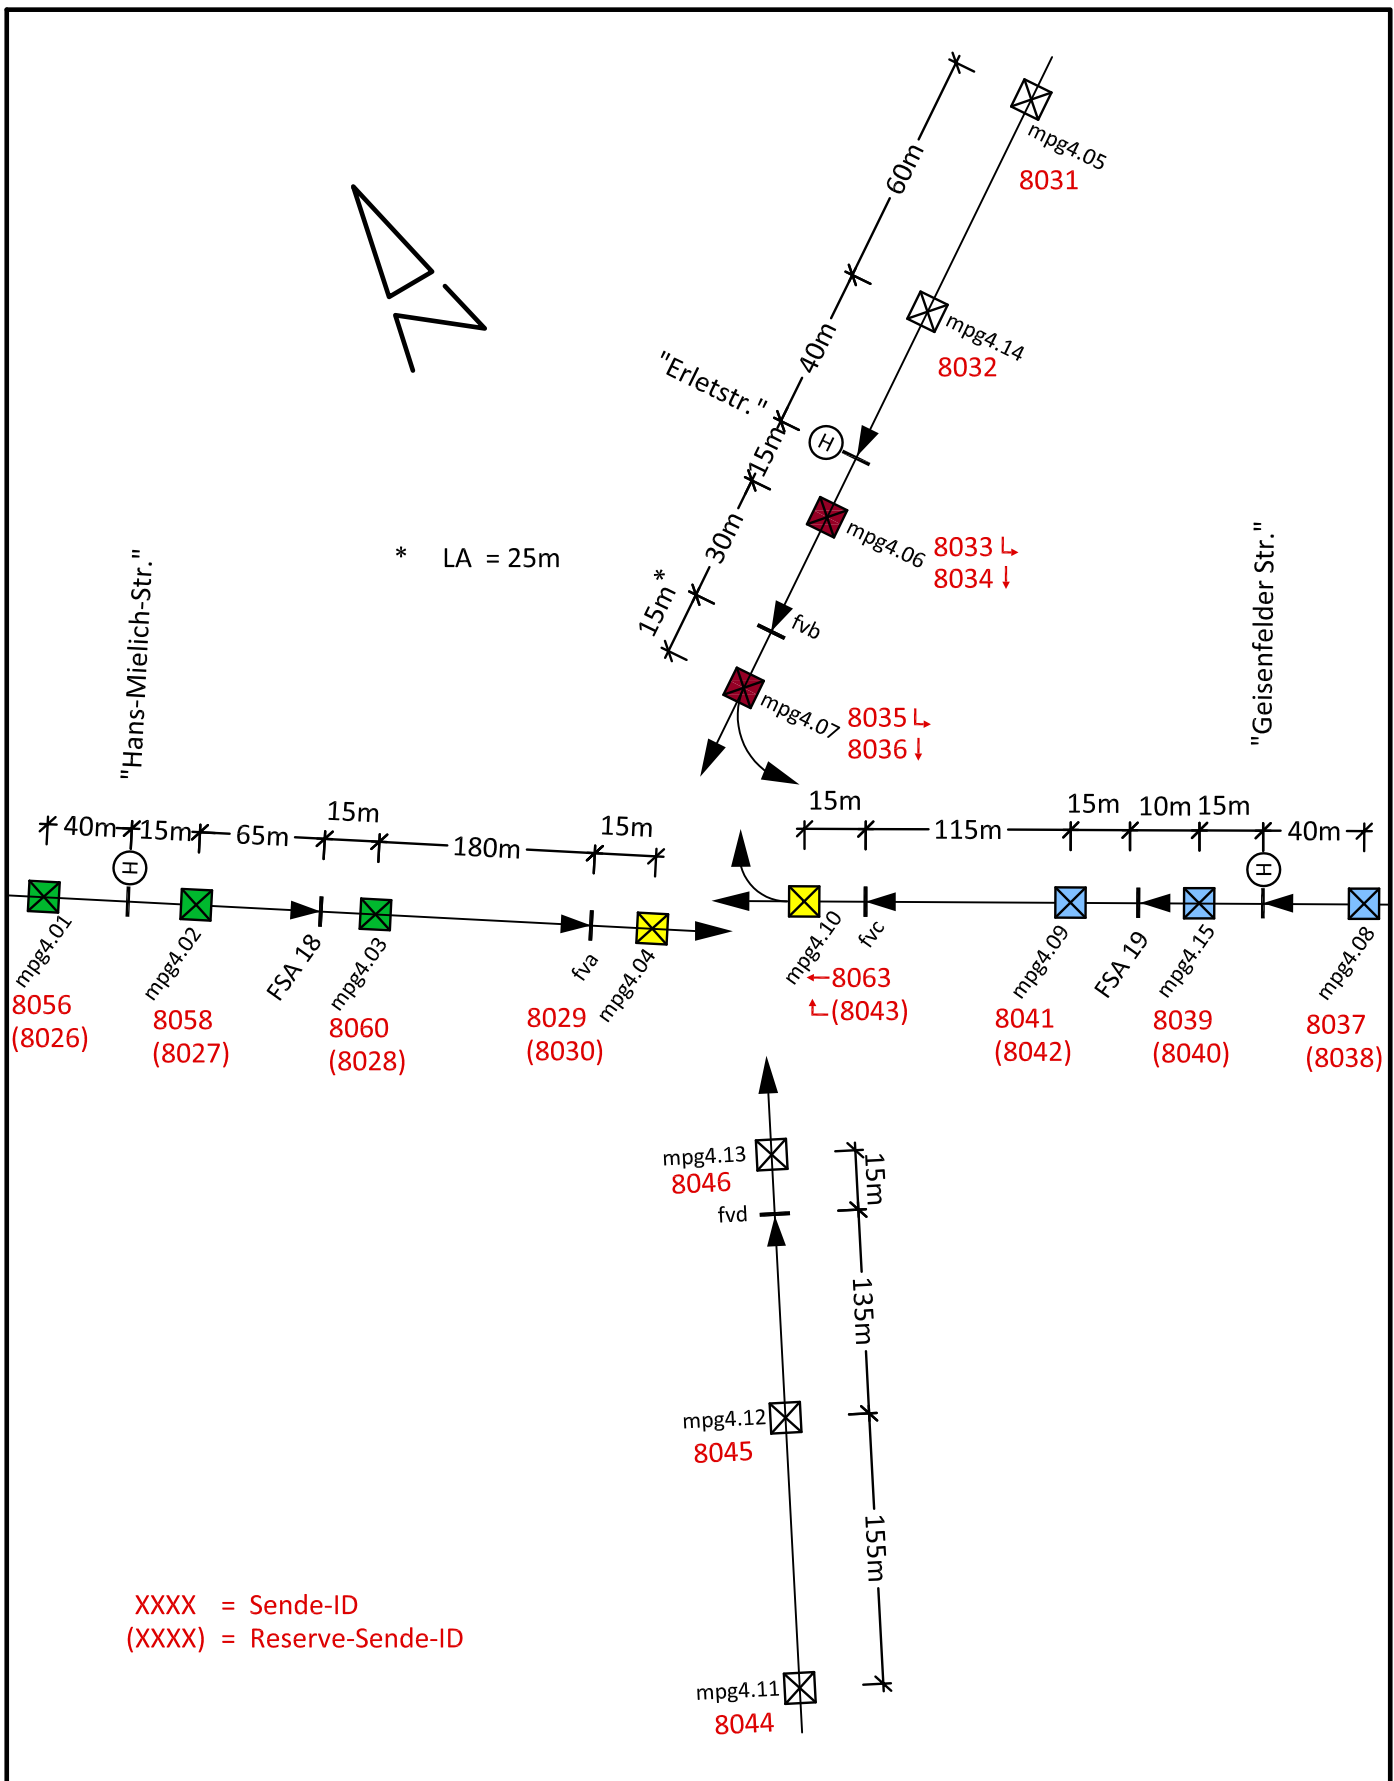 60m
mpg4.05
8031
40m
mpg4.14
8032
"Erletstr."
H
15m
30m
mpg4.06
8033
8034
* LA = 25m
15m*
fvb
mpg4.07
8035
8036
"Hans-Mielich-Str."
"Geisenfelder Str."
40m
15m
65m
15m
180m
15m
15m
115m
15m
10m
15m
40m
H
H
mpg4.01
mpg4.02
FSA 18
mpg4.03
fva
mpg4.04
mpg4.10
fvc
mpg4.09
FSA 19
mpg4.15
mpg4.08
8056
(8026)
8058
(8027)
8060
(8028)
8029
(8030)
←8063
(8043)
8041
(8042)
8039
(8040)
8037
(8038)
mpg4.13
8046
15m
fvd
135m
mpg4.12
8045
155m
mpg4.11
8044
XXXX = Sende-ID
(XXXX) = Reserve-Sende-ID